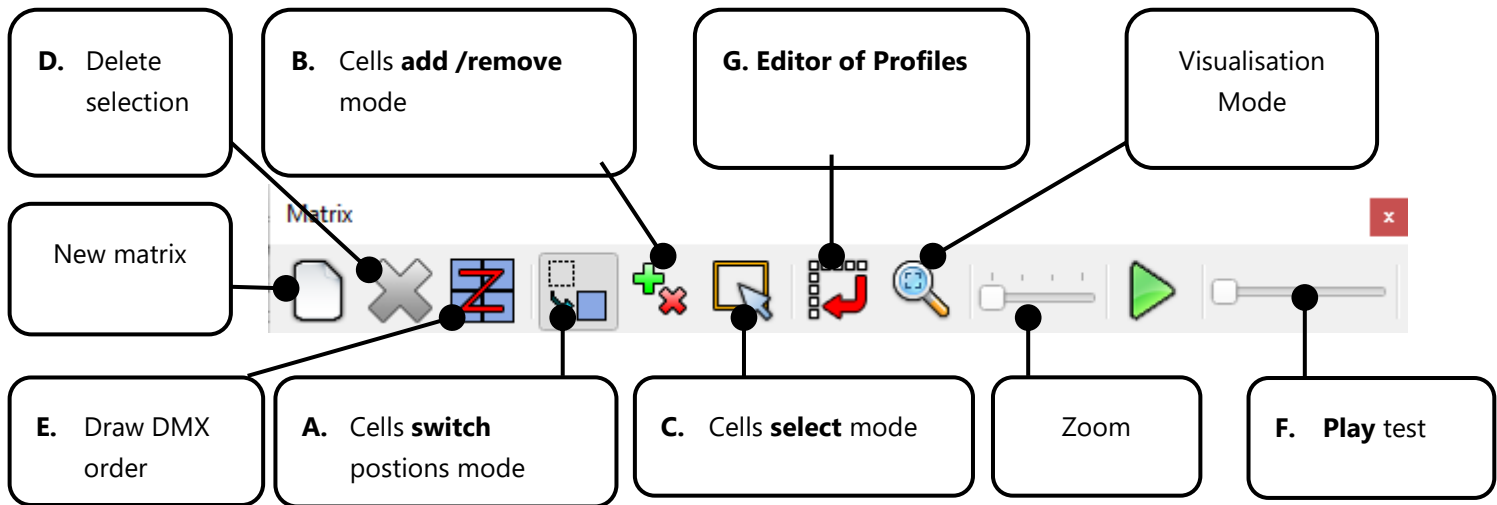 D. Delete
selection
B. Cells add /remove
mode
G. Editor of Profiles
Visualisation
Mode
New matrix
Matrix
x
E. Draw DMX
order
A. Cells switch
postions mode
C. Cells select mode
Zoom
F. Play test